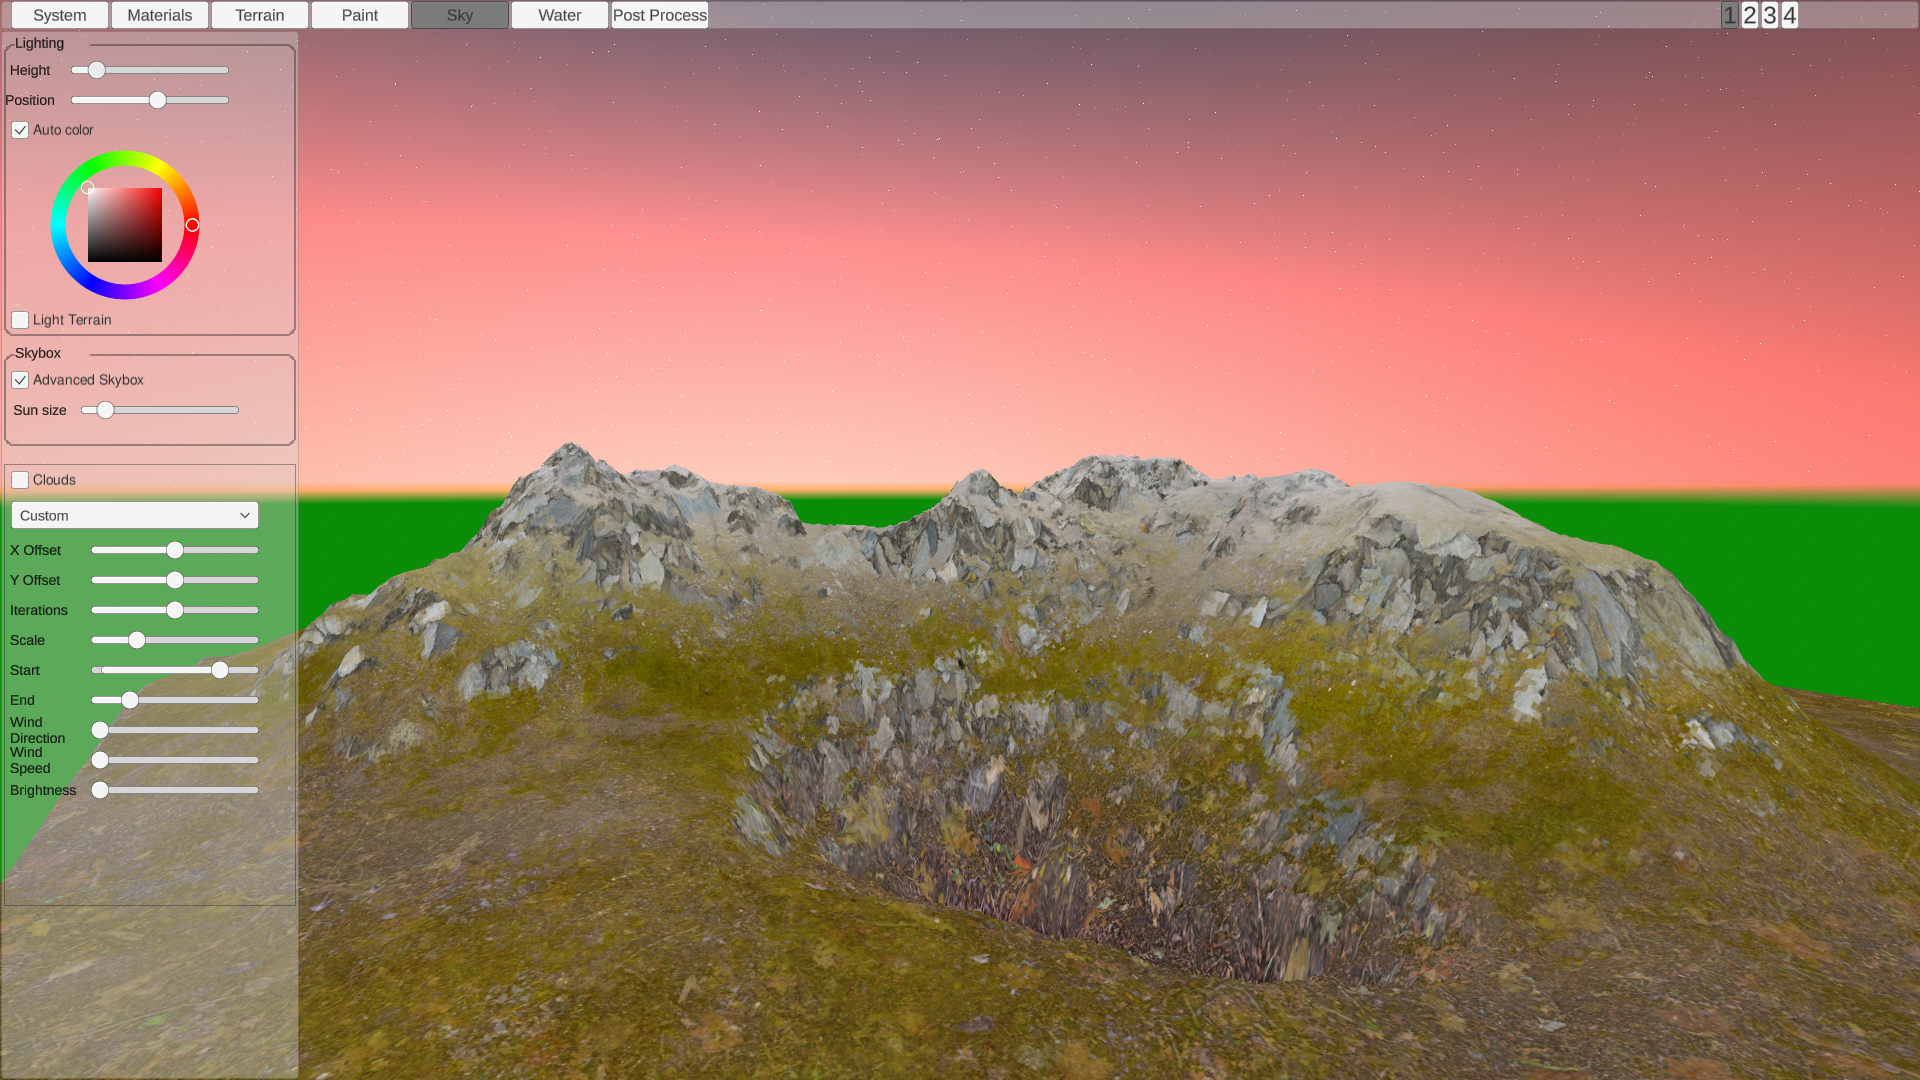 System Materials Terrain Paint Sky Water Post Process 1 2 3 4
Lighting
Height
Position
Auto color
Light Terrain
Skybox
Advanced Skybox
Sun size
Clouds
Custom
X Offset
Y Offset
Iterations
Scale
Start
End
Wind
Direction
Wind
Speed
Brightness